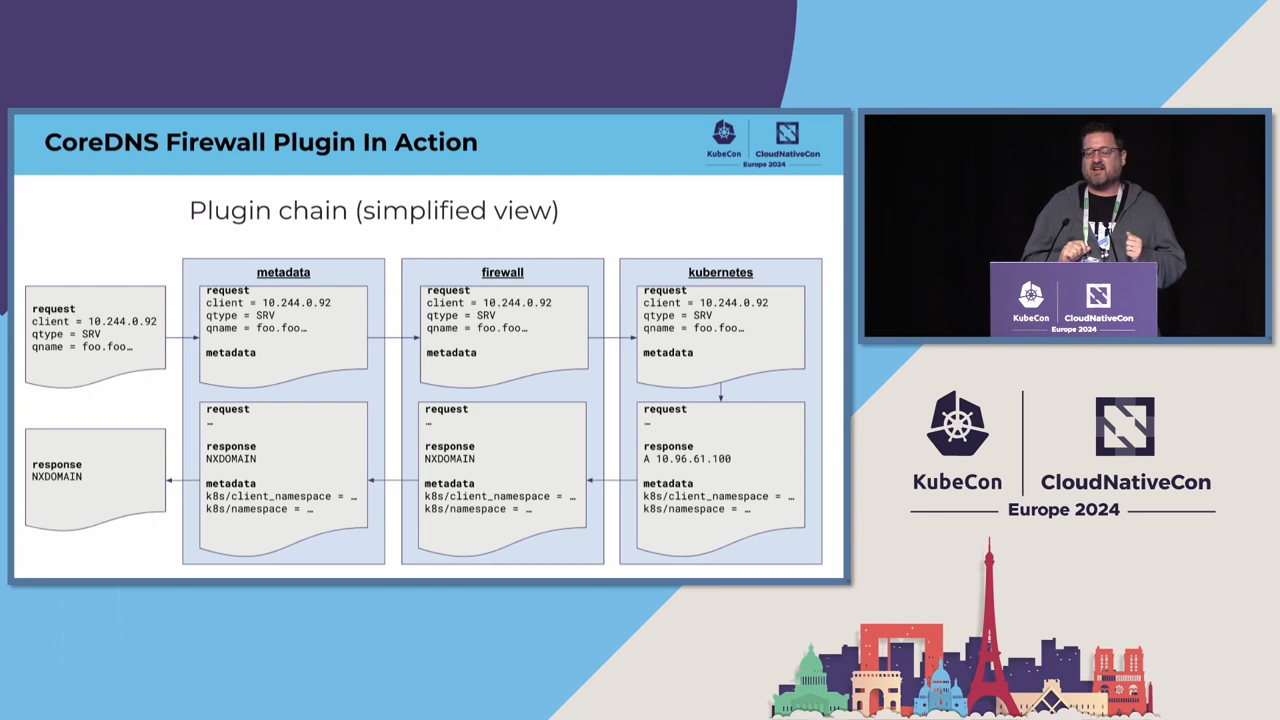 CoreDNS Firewall Plugin In Action
KubeCon
CloudNativeCon
Europe 2024
Plugin chain (simplified view)
request
client = 10.244.0.92
qtype = SRV
qname = foo.foo…
metadata
request
client = 10.244.0.92
qtype = SRV
qname = foo.foo…
metadata
firewall
request
client = 10.244.0.92
qtype = SRV
qname = foo.foo…
metadata
kubernetes
request
client = 10.244.0.92
qtype = SRV
qname = foo.foo…
metadata
response
NXDOMAIN
request
…
response
NXDOMAIN
metadata
k8s/client_namespace = …
k8s/namespace = …
request
…
response
NXDOMAIN
metadata
k8s/client_namespace = …
k8s/namespace = …
request
…
response
A 10.96.61.100
metadata
k8s/client_namespace = …
k8s/namespace = …
KubeCon
CloudNativeCon
Europe 2024
KubeCon
CloudNativeCon
Europe 2024